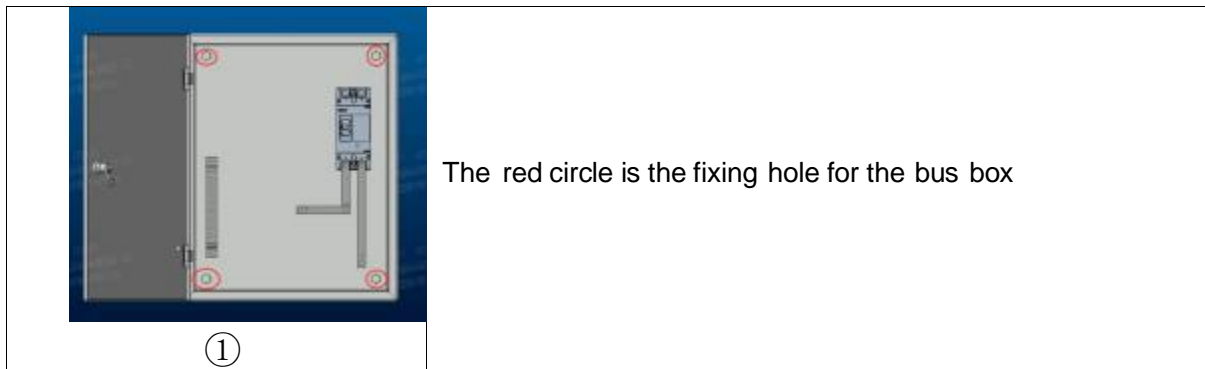 The red circle is the fixing hole for the bus box
①